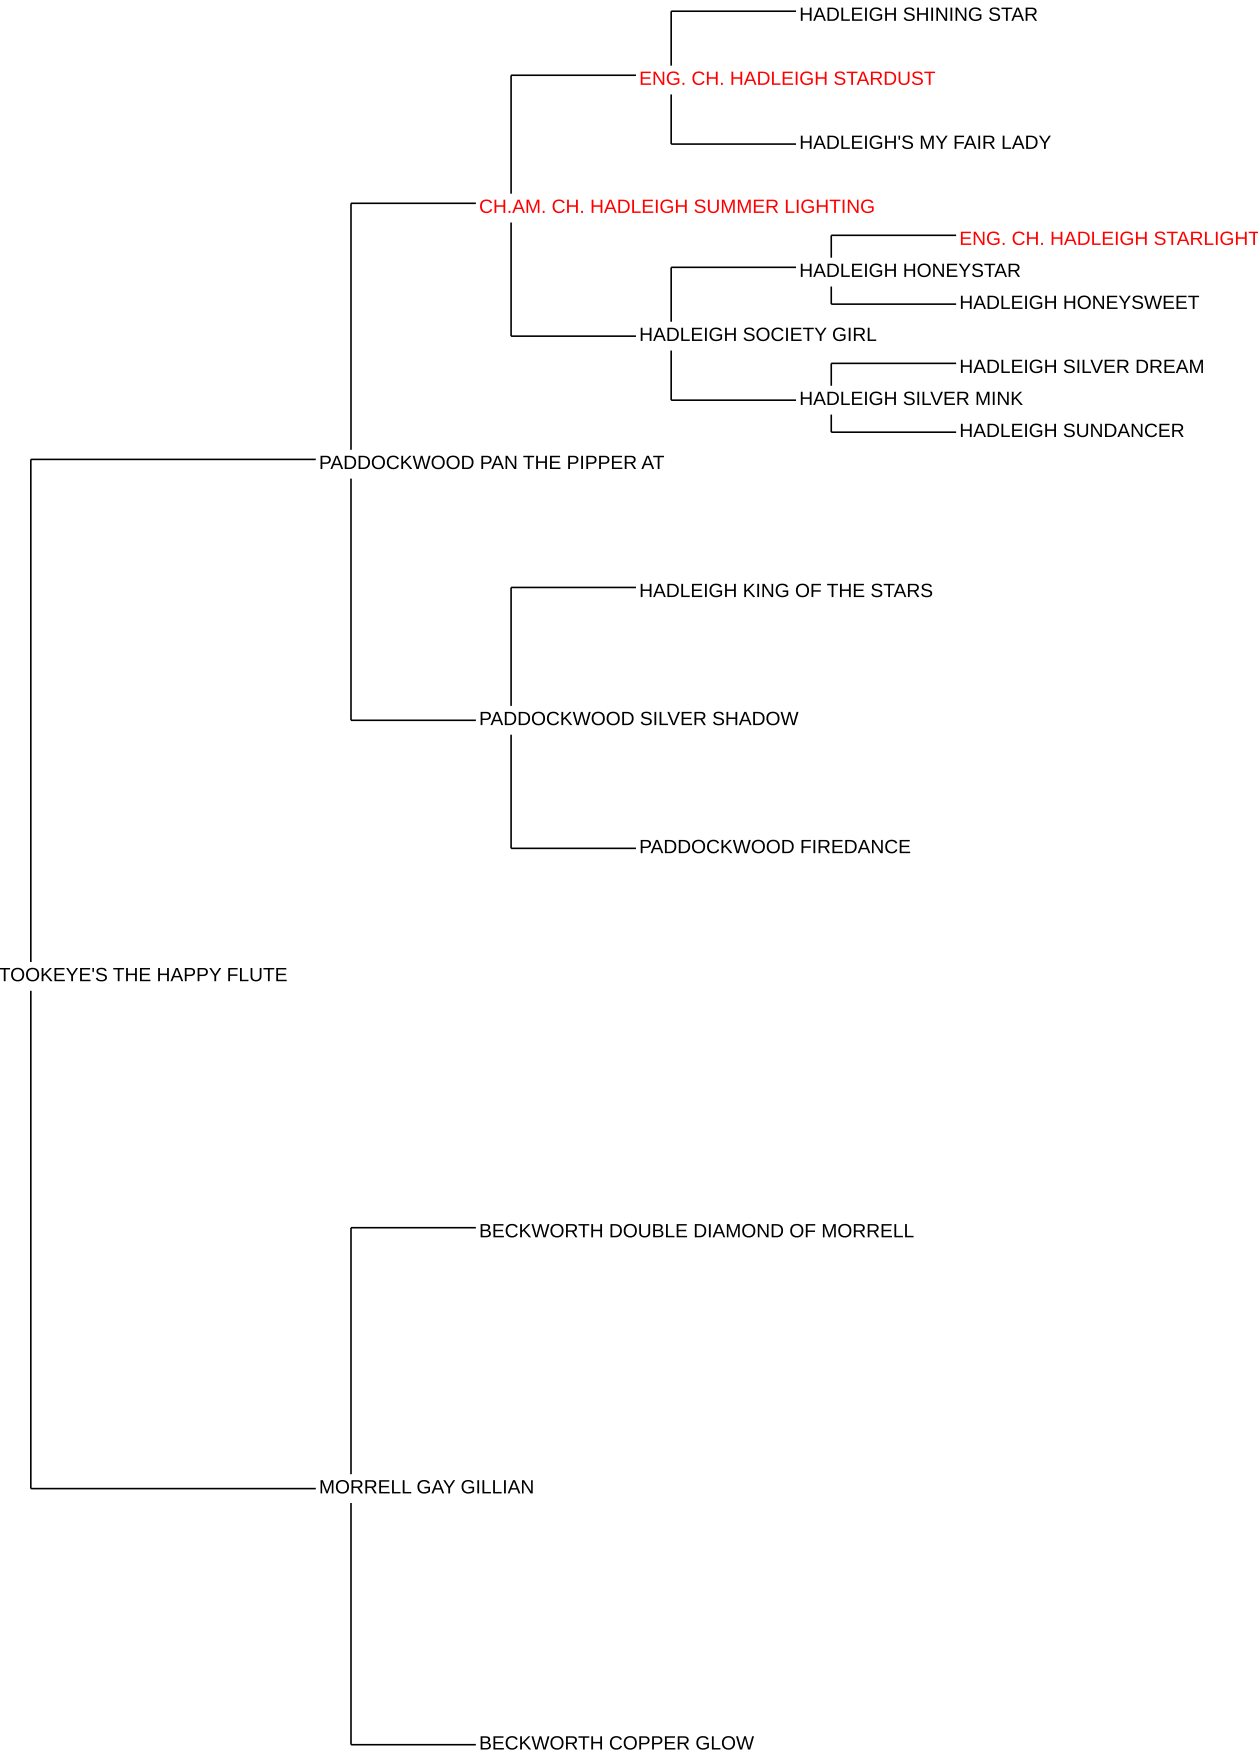 HADLEIGH SHINING STAR
ENG. CH. HADLEIGH STARDUST
HADLEIGH'S MY FAIR LADY
CH.AM. CH. HADLEIGH SUMMER LIGHTING
ENG. CH. HADLEIGH STARLIGHT
HADLEIGH HONEYSTAR
HADLEIGH HONEYSWEET
HADLEIGH SOCIETY GIRL
HADLEIGH SILVER DREAM
HADLEIGH SILVER MINK
HADLEIGH SUNDANCER
PADDOCKWOOD PAN THE PIPPER AT
HADLEIGH KING OF THE STARS
PADDOCKWOOD SILVER SHADOW
PADDOCKWOOD FIREDANCE
TOOKEYE'S THE HAPPY FLUTE
BECKWORTH DOUBLE DIAMOND OF MORRELL
MORRELL GAY GILLIAN
BECKWORTH COPPER GLOW